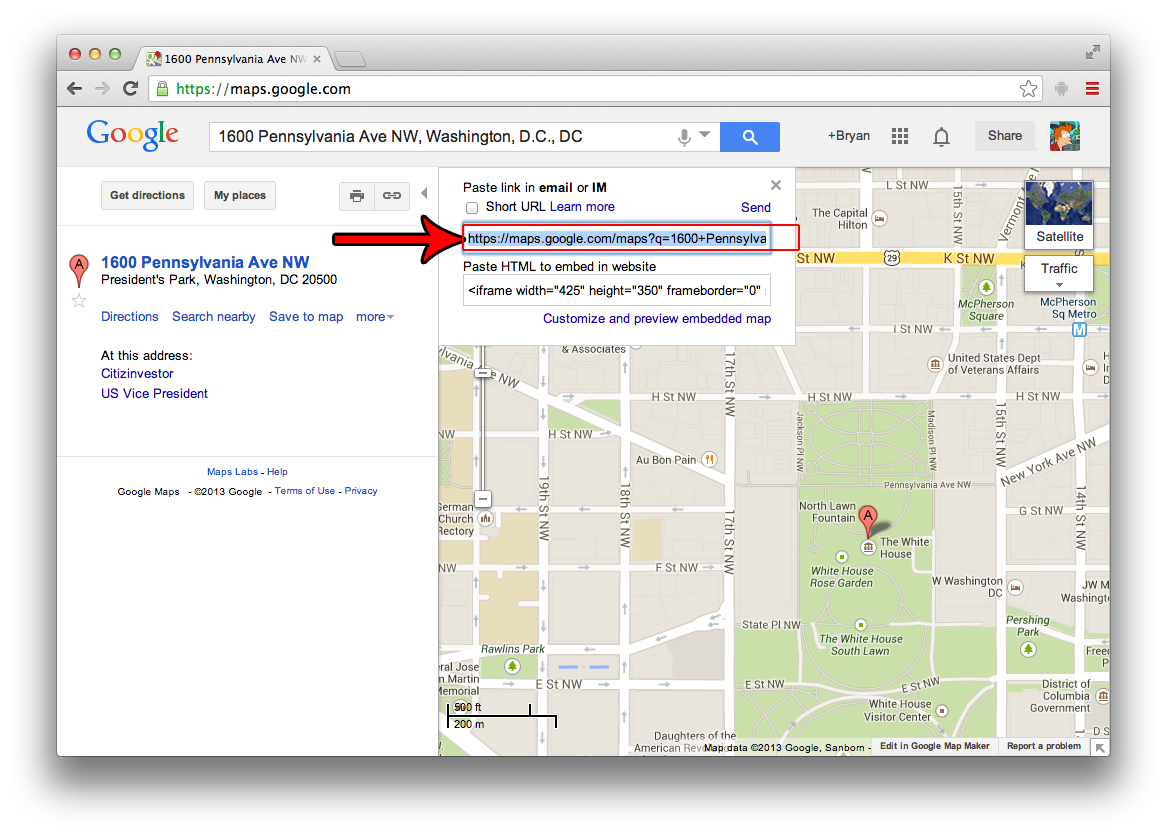 1600 Pennsylvania Ave NW
https://maps.google.com
Google
1600 Pennsylvania Ave NW, Washington, D.C., DC
+Bryan
Share
Get directions
My places
A
1600 Pennsylvania Ave NW
President's Park, Washington, DC 20500
Directions Search nearby Save to map more
At this address:
Citizinvestor
US Vice President
Maps Labs - Help
Google Maps - ©2013 Google - Terms of Use - Privacy
Paste link in email or IM
Short URL Learn more
Send
https://maps.google.com/maps?q=1600+Pennsylva
Paste HTML to embed in website
<iframe width="425" height="350" frameborder="0"
Customize and preview embedded map
L St NW
The Capital
Hilton
15th St NW
Vermont
Satellite
Traffic
St NW
29
K St NW
K St NW
McPherson
Square
McPherson
Sq Metro
M
I St NW
& Associates
United States Dept
of Veterans Affairs
ylvania Ave NW
17th St NW
H St NW
H St NW
H St NW
NW
Jackson Pl NW
Madison Pl NW
15th St NW
New York Ave NW
Au Bon Pain
19th St NW
18th St NW
17th St NW
14th St NW
Pennsylvania Ave NW
German
Church
Rectory
North Lawn
Fountain
A
G St NW
The White
House
White House
Rose Garden
NW
F St NW
W Washington
DC
JW M
Washingt
State Pl NW
Pershing
Park
The White House
South Lawn
Rawlins Park
Freed
eral Jose
n Martin
Memorial
E St NW
E St NW
E St NW
District of
Columbia
Government
White House
Visitor Center
500 ft
200 m
Daughters of the
American Revo
Map data ©2013 Google, Sanborn -
Edit in Google Map Maker
Report a problem